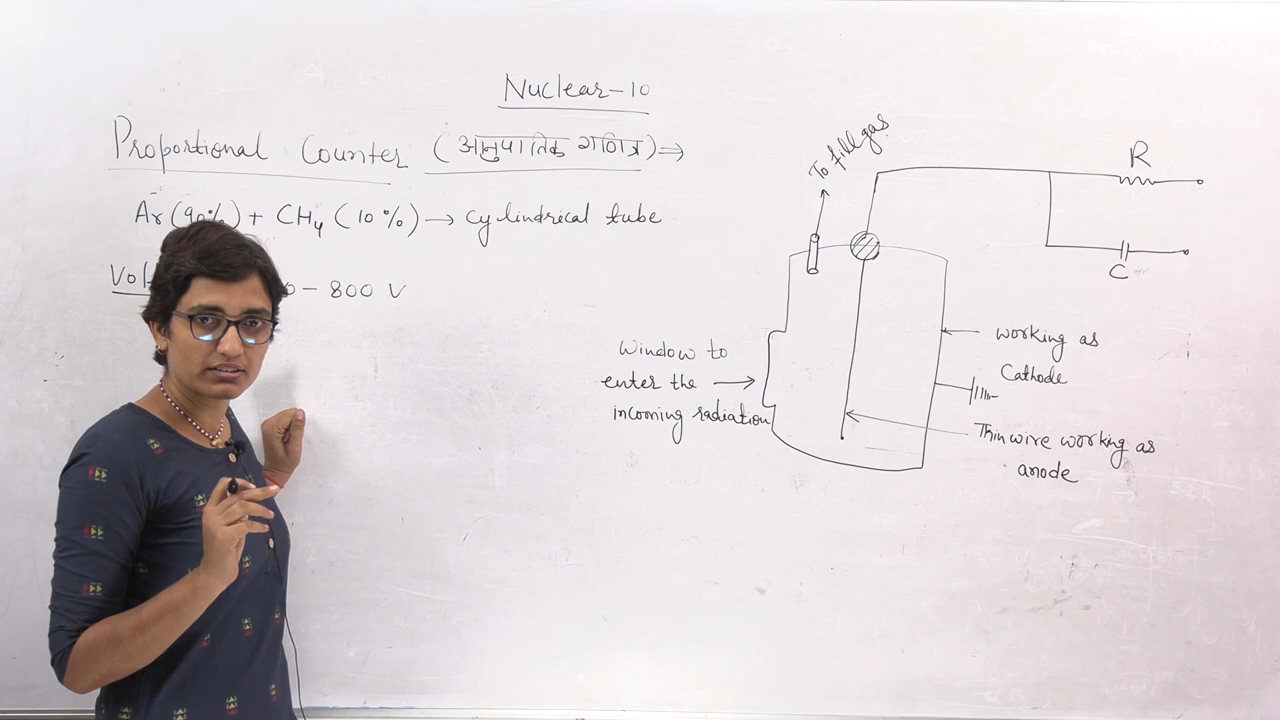 Nuclear-10
Proportional Counter (आनुपातिक गणित्र) →
Ar (90%) + CH₄ (10%) → cylindrical tube
- 800 V
To fill gas
R
C
Window to
enter the
incoming radiation
working as
Cathode
Thin wire working as
anode